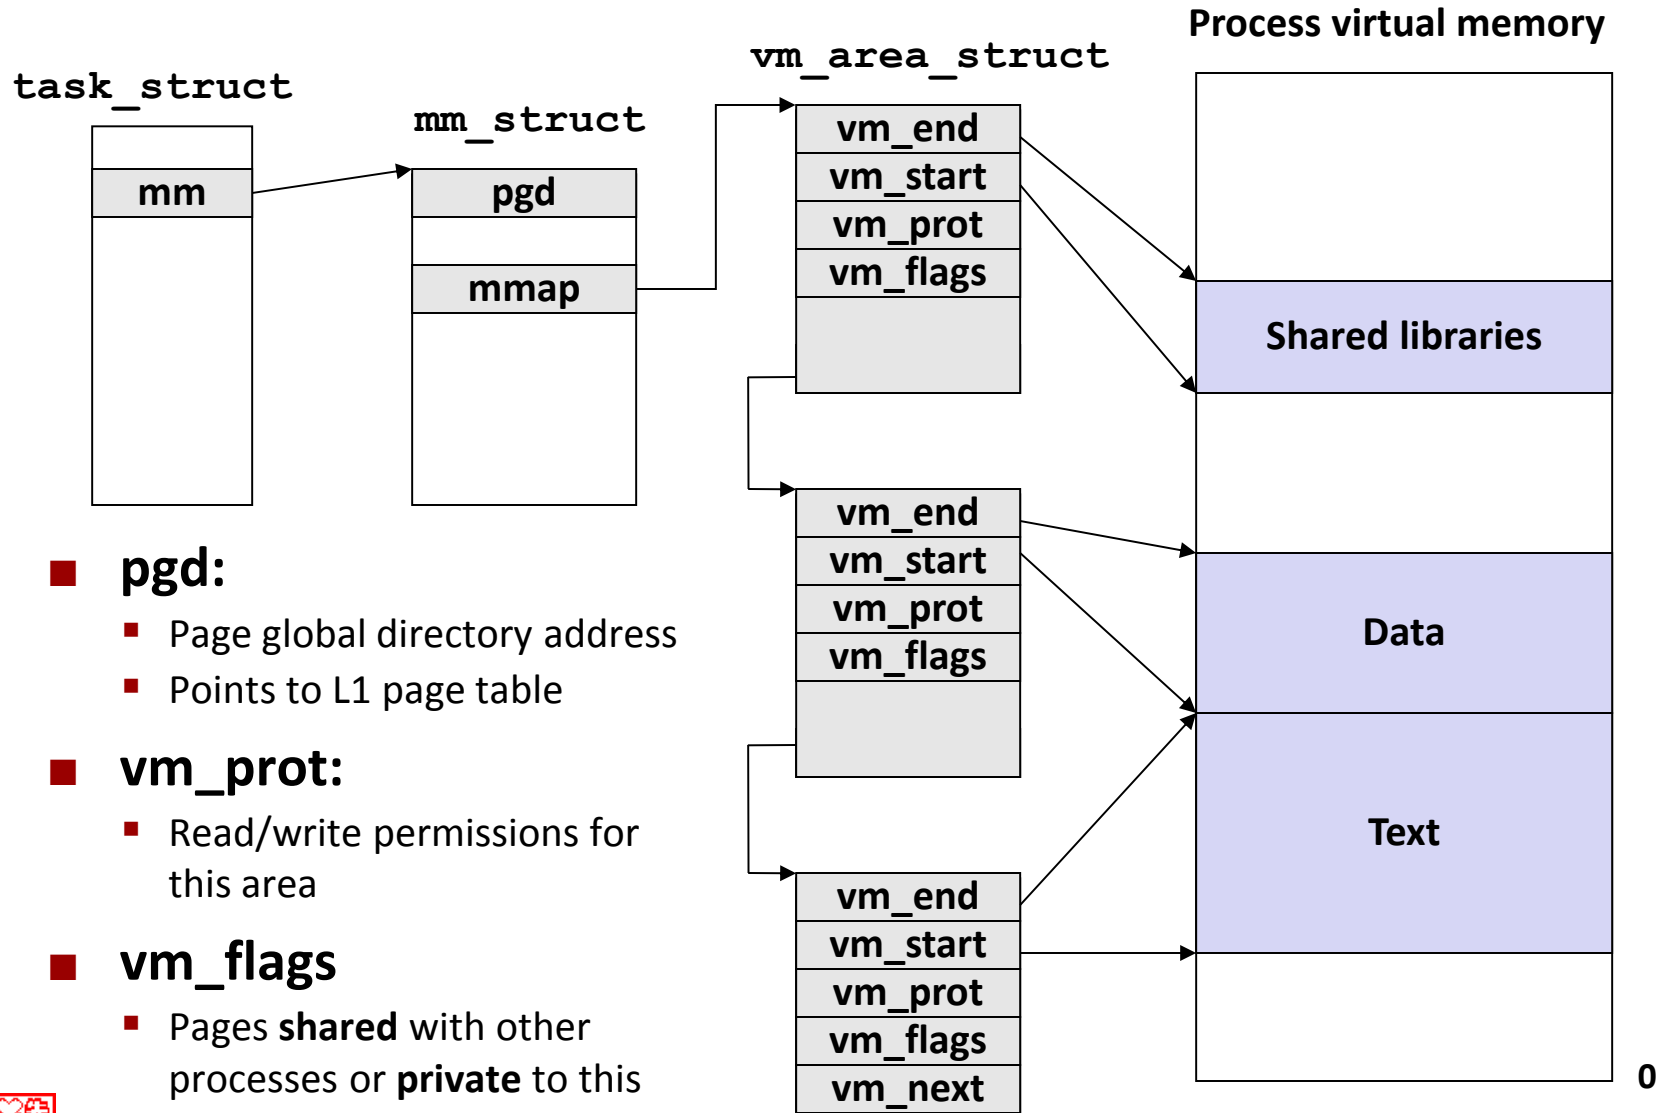 Process virtual memory
vm_area_struct
task_struct
mm_struct
mm
pgd
mmap
vm_end
vm_start
vm_prot
vm_flags
Shared libraries
vm_end
vm_start
vm_prot
vm_flags
Data
Text
vm_end
vm_start
vm_prot
vm_flags
vm_next
0
pgd:
Page global directory address
Points to L1 page table
vm_prot:
Read/write permissions for
this area
vm_flags
Pages shared with other
processes or private to this